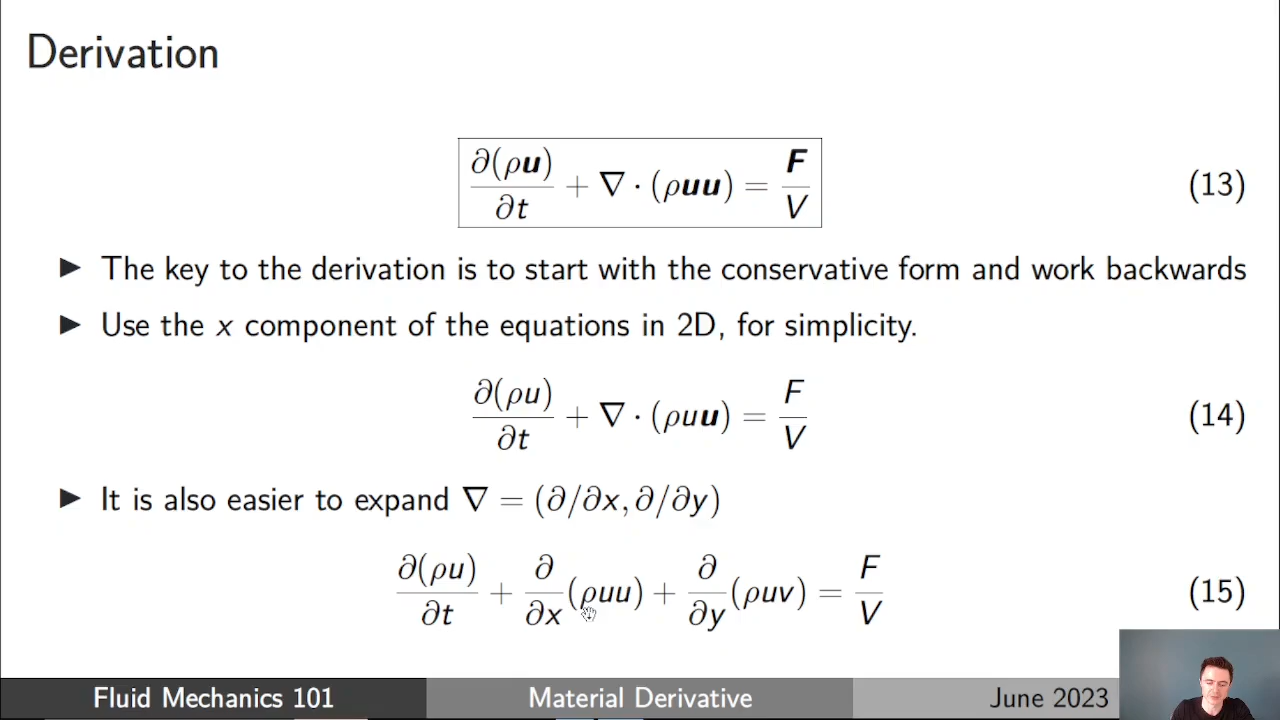 Derivation
∂(ρ𝒖)/∂t + ∇ · (ρ𝒖𝒖) = 𝑭/V (13)
▶ The key to the derivation is to start with the conservative form and work backwards
▶ Use the x component of the equations in 2D, for simplicity.
∂(ρu)/∂t + ∇ · (ρu𝒖) = F/V (14)
▶ It is also easier to expand ∇ = (∂/∂x, ∂/∂y)
∂(ρu)/∂t + ∂/∂x (ρuu) + ∂/∂y (ρuv) = F/V (15)
Fluid Mechanics 101 Material Derivative June 2023